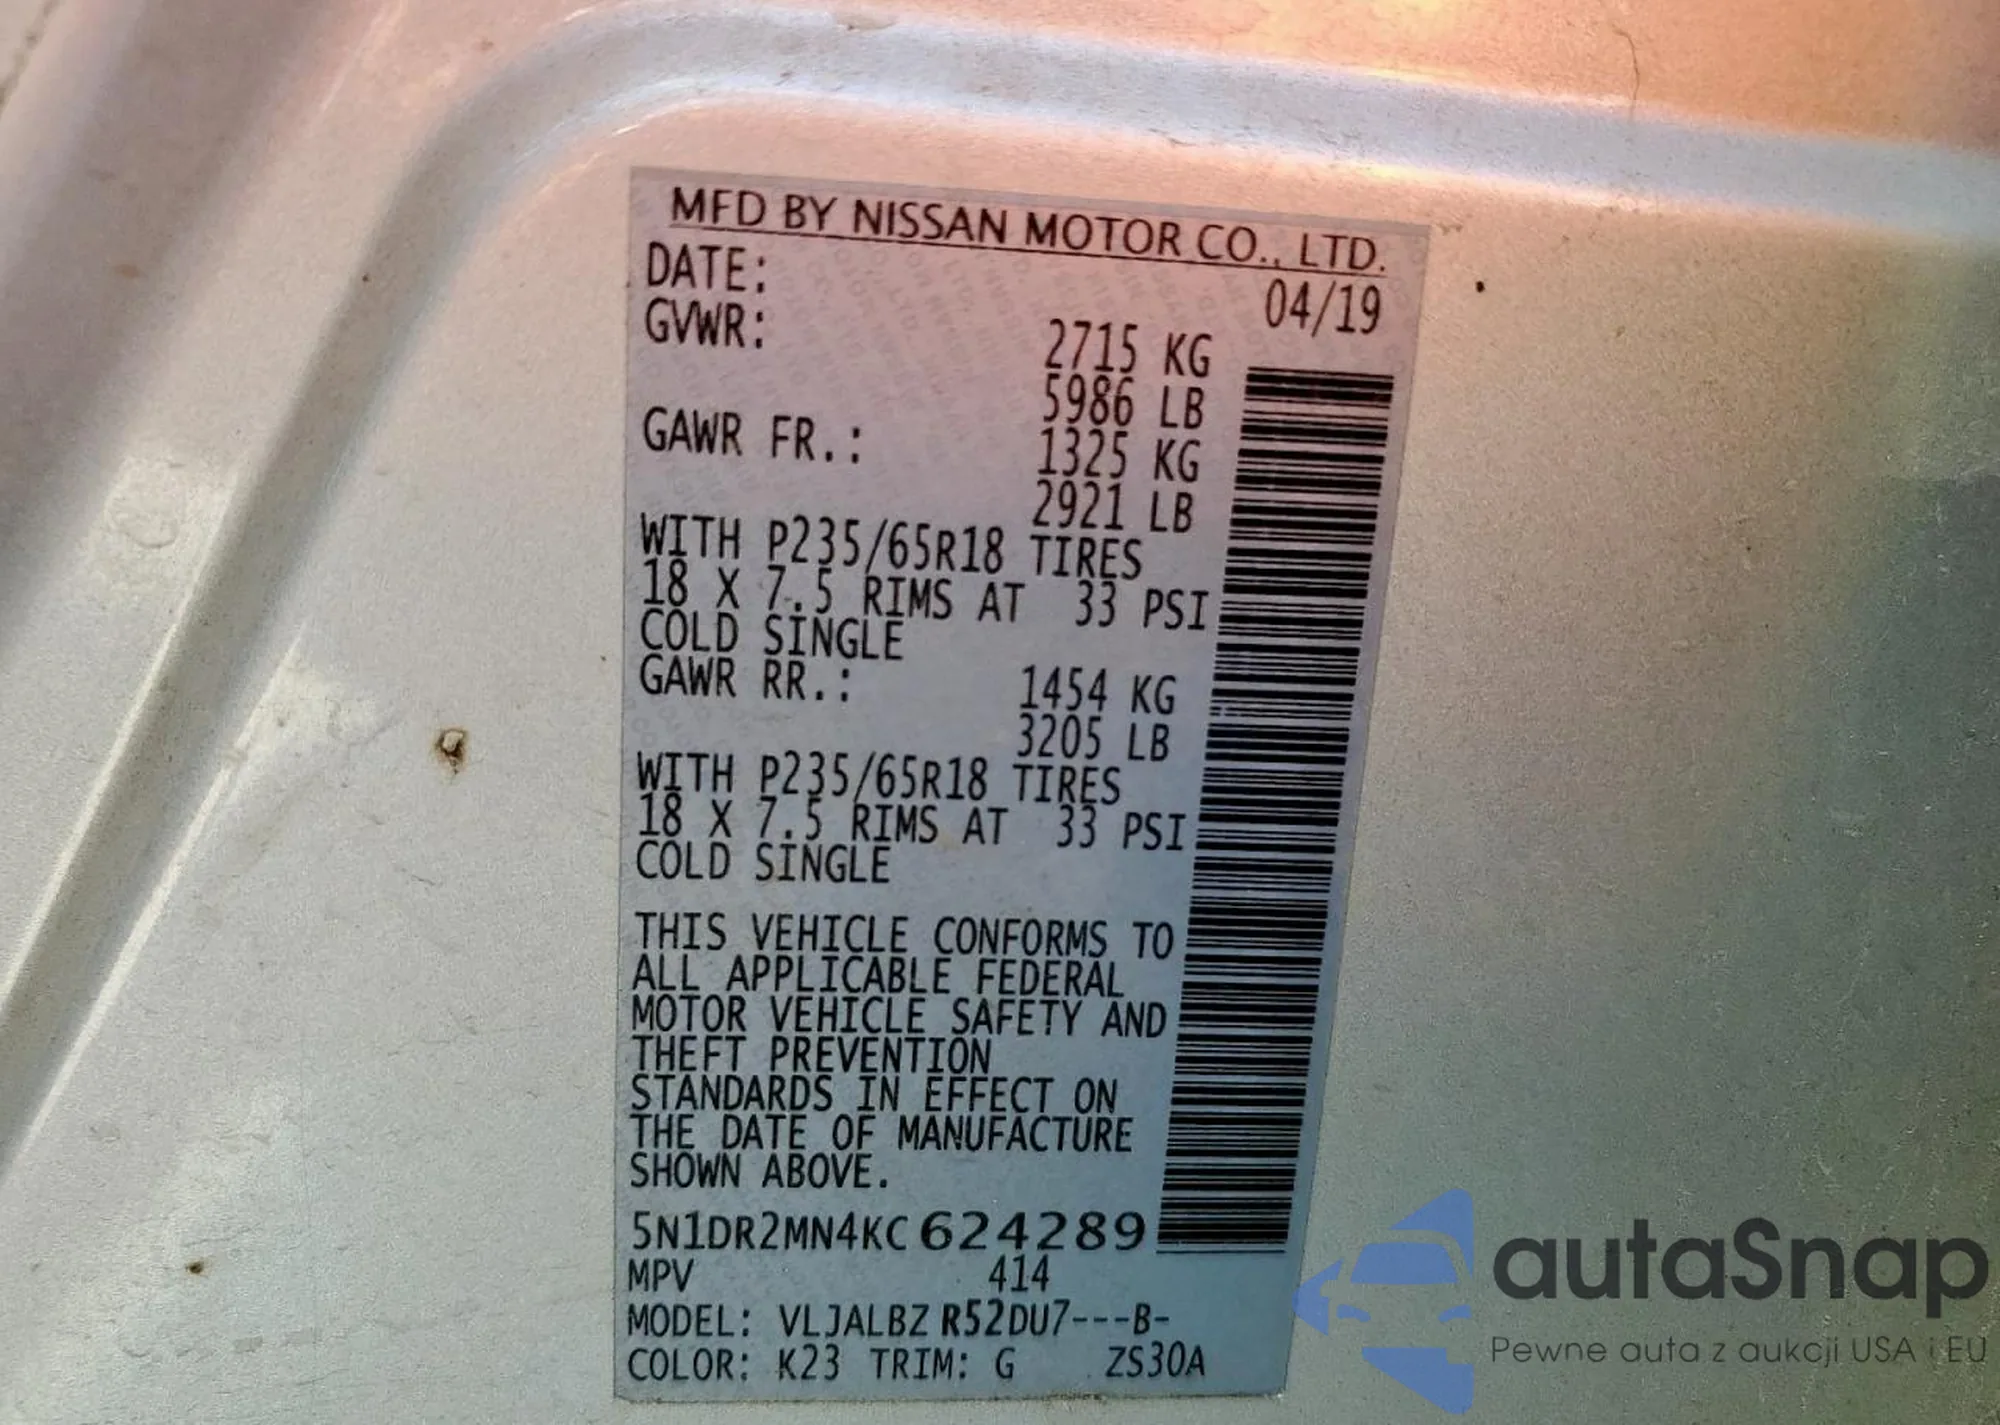 MFD BY NISSAN MOTOR CO., LTD.
DATE: 04/19
GVWR: 2715 KG
5986 LB
GAWR FR.: 1325 KG
2921 LB
WITH P235/65R18 TIRES
18 X 7.5 RIMS AT 33 PSI
COLD SINGLE
GAWR RR.: 1454 KG
3205 LB
WITH P235/65R18 TIRES
18 X 7.5 RIMS AT 33 PSI
COLD SINGLE
THIS VEHICLE CONFORMS TO
ALL APPLICABLE FEDERAL
MOTOR VEHICLE SAFETY AND
THEFT PREVENTION
STANDARDS IN EFFECT ON
THE DATE OF MANUFACTURE
SHOWN ABOVE.
5N1DR2MN4KC624289
MPV 414
MODEL: VLJALBZ R52DU7---B-
COLOR: K23 TRIM: G ZS30A
autaSnap
Pewne auta z aukcji USA i EU